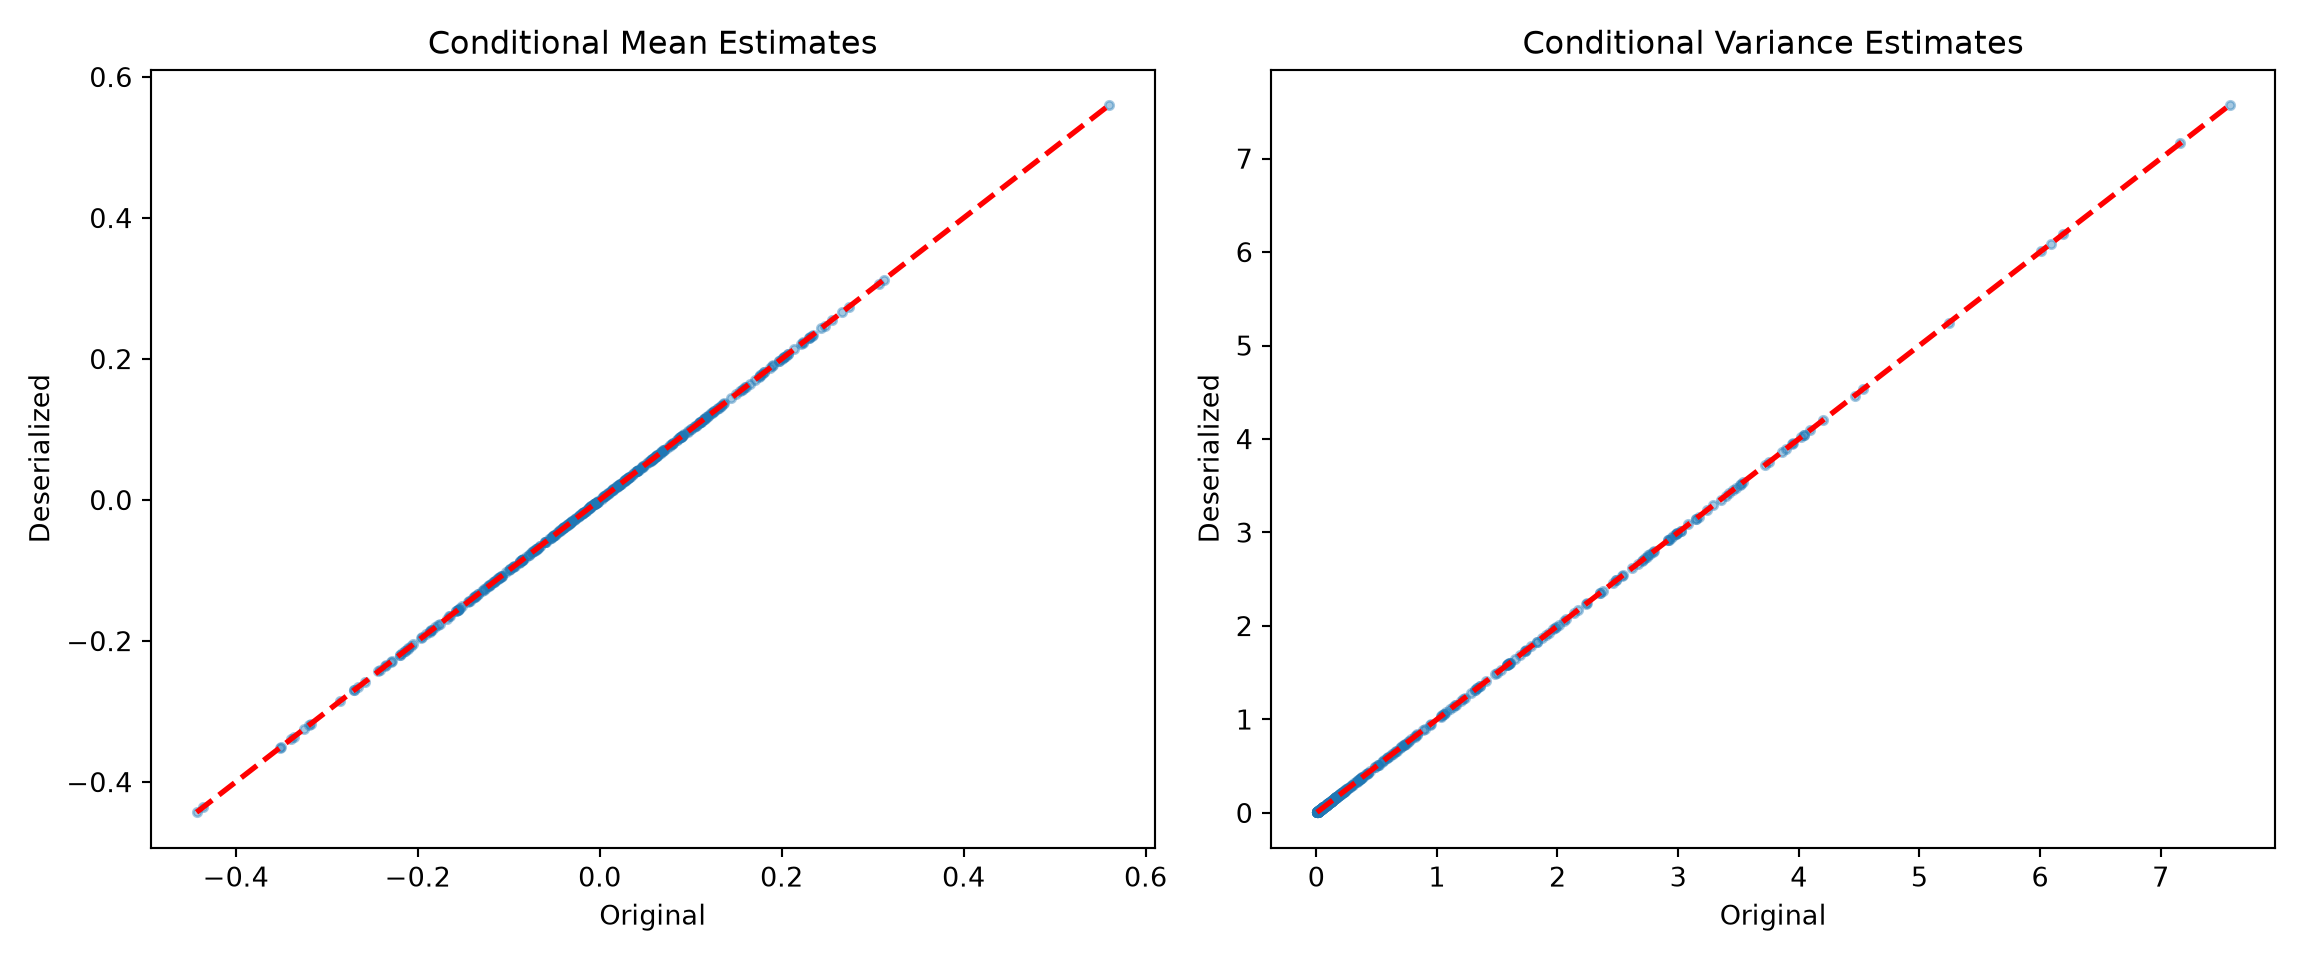 Conditional Mean Estimates
0.6
0.4
0.2
0.0
−0.2
−0.4
Deserialized
−0.4 −0.2 0.0 0.2 0.4 0.6
Original
Conditional Variance Estimates
7
6
5
4
3
2
1
0
Deserialized
0 1 2 3 4 5 6 7
Original